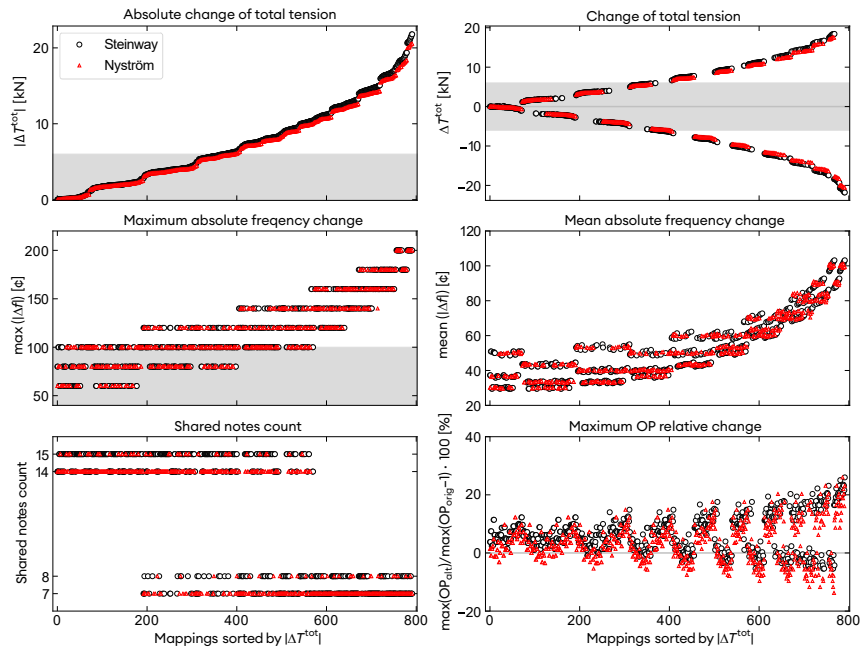 Absolute change of total tension
Change of total tension
|ΔT^tot| [kN]
20
10
0
Steinway
Nyström
ΔT^tot [kN]
20
10
0
−10
−20
Maximum absolute freqency change
Mean absolute frequency change
max (|Δf|) [¢]
200
150
100
50
mean (|Δf|) [¢]
120
100
80
60
40
20
Shared notes count
Maximum OP relative change
Shared notes count
15
14
8
7
0
200
400
600
800
Mappings sorted by |ΔT^tot|
max(OP_alt)/max(OP_orig−1) · 100 [%]
40
20
0
−20
0
200
400
600
800
Mappings sorted by |ΔT^tot|